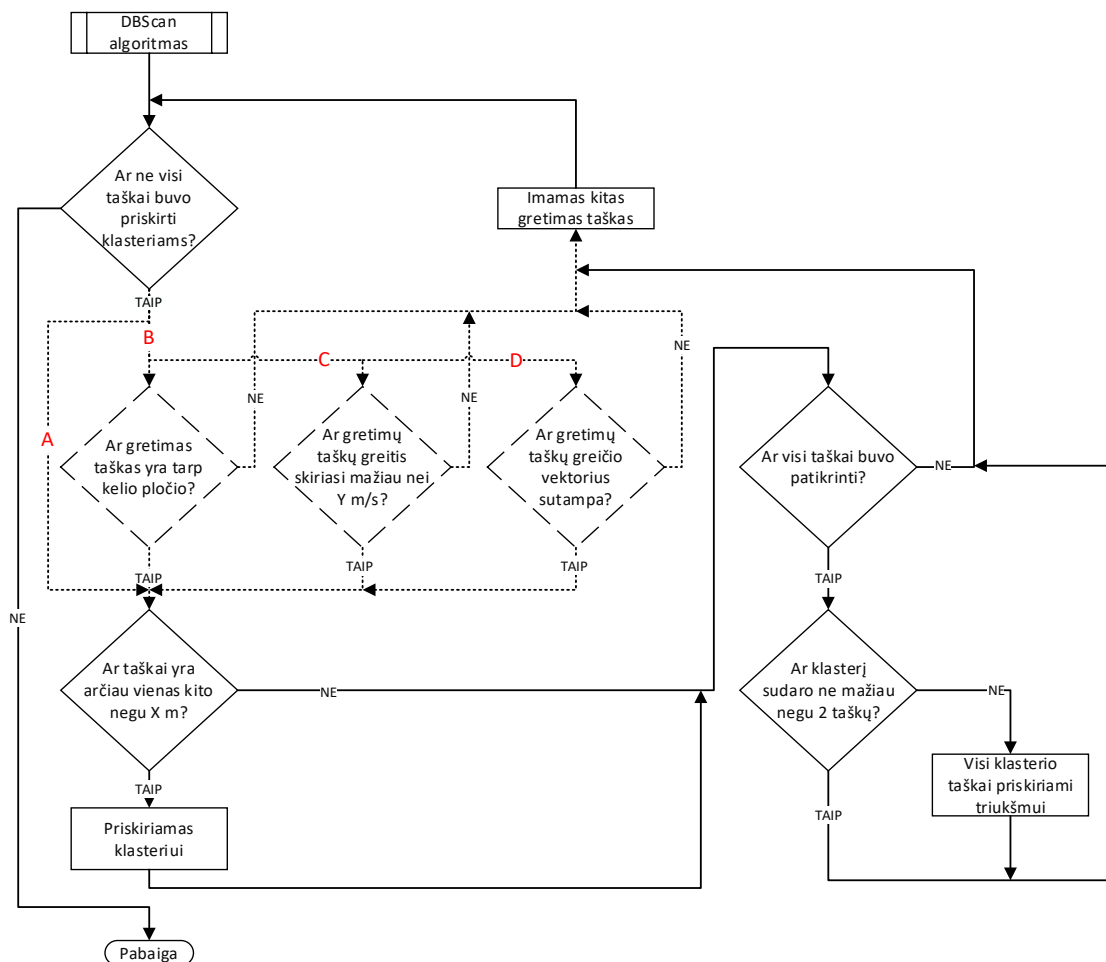 DBScan
algoritmas
Ar ne visi
taškai buvo
priskirti
klasteriams?
Imamas kitas
gretimas taškas
TAIP
B
C
D
A
NE
NE
NE
Ar gretimas
taškas yra tarp
kelio pločio?
Ar gretimų
taškų greitis
skiriasi mažiau nei
Y m/s?
Ar gretimų
taškų greičio
vektorius
sutampa?
Ar visi taškai buvo
patikrinti?
NE
TAIP
TAIP
TAIP
TAIP
NE
Ar taškai yra
arčiau vienas kito
negu X m?
NE
Ar klasterį
sudaro ne mažiau
negu 2 taškų?
NE
TAIP
Visi klasterio
taškai priskiriami
triukšmui
TAIP
Priskiriamas
klasteriui
Pabaiga